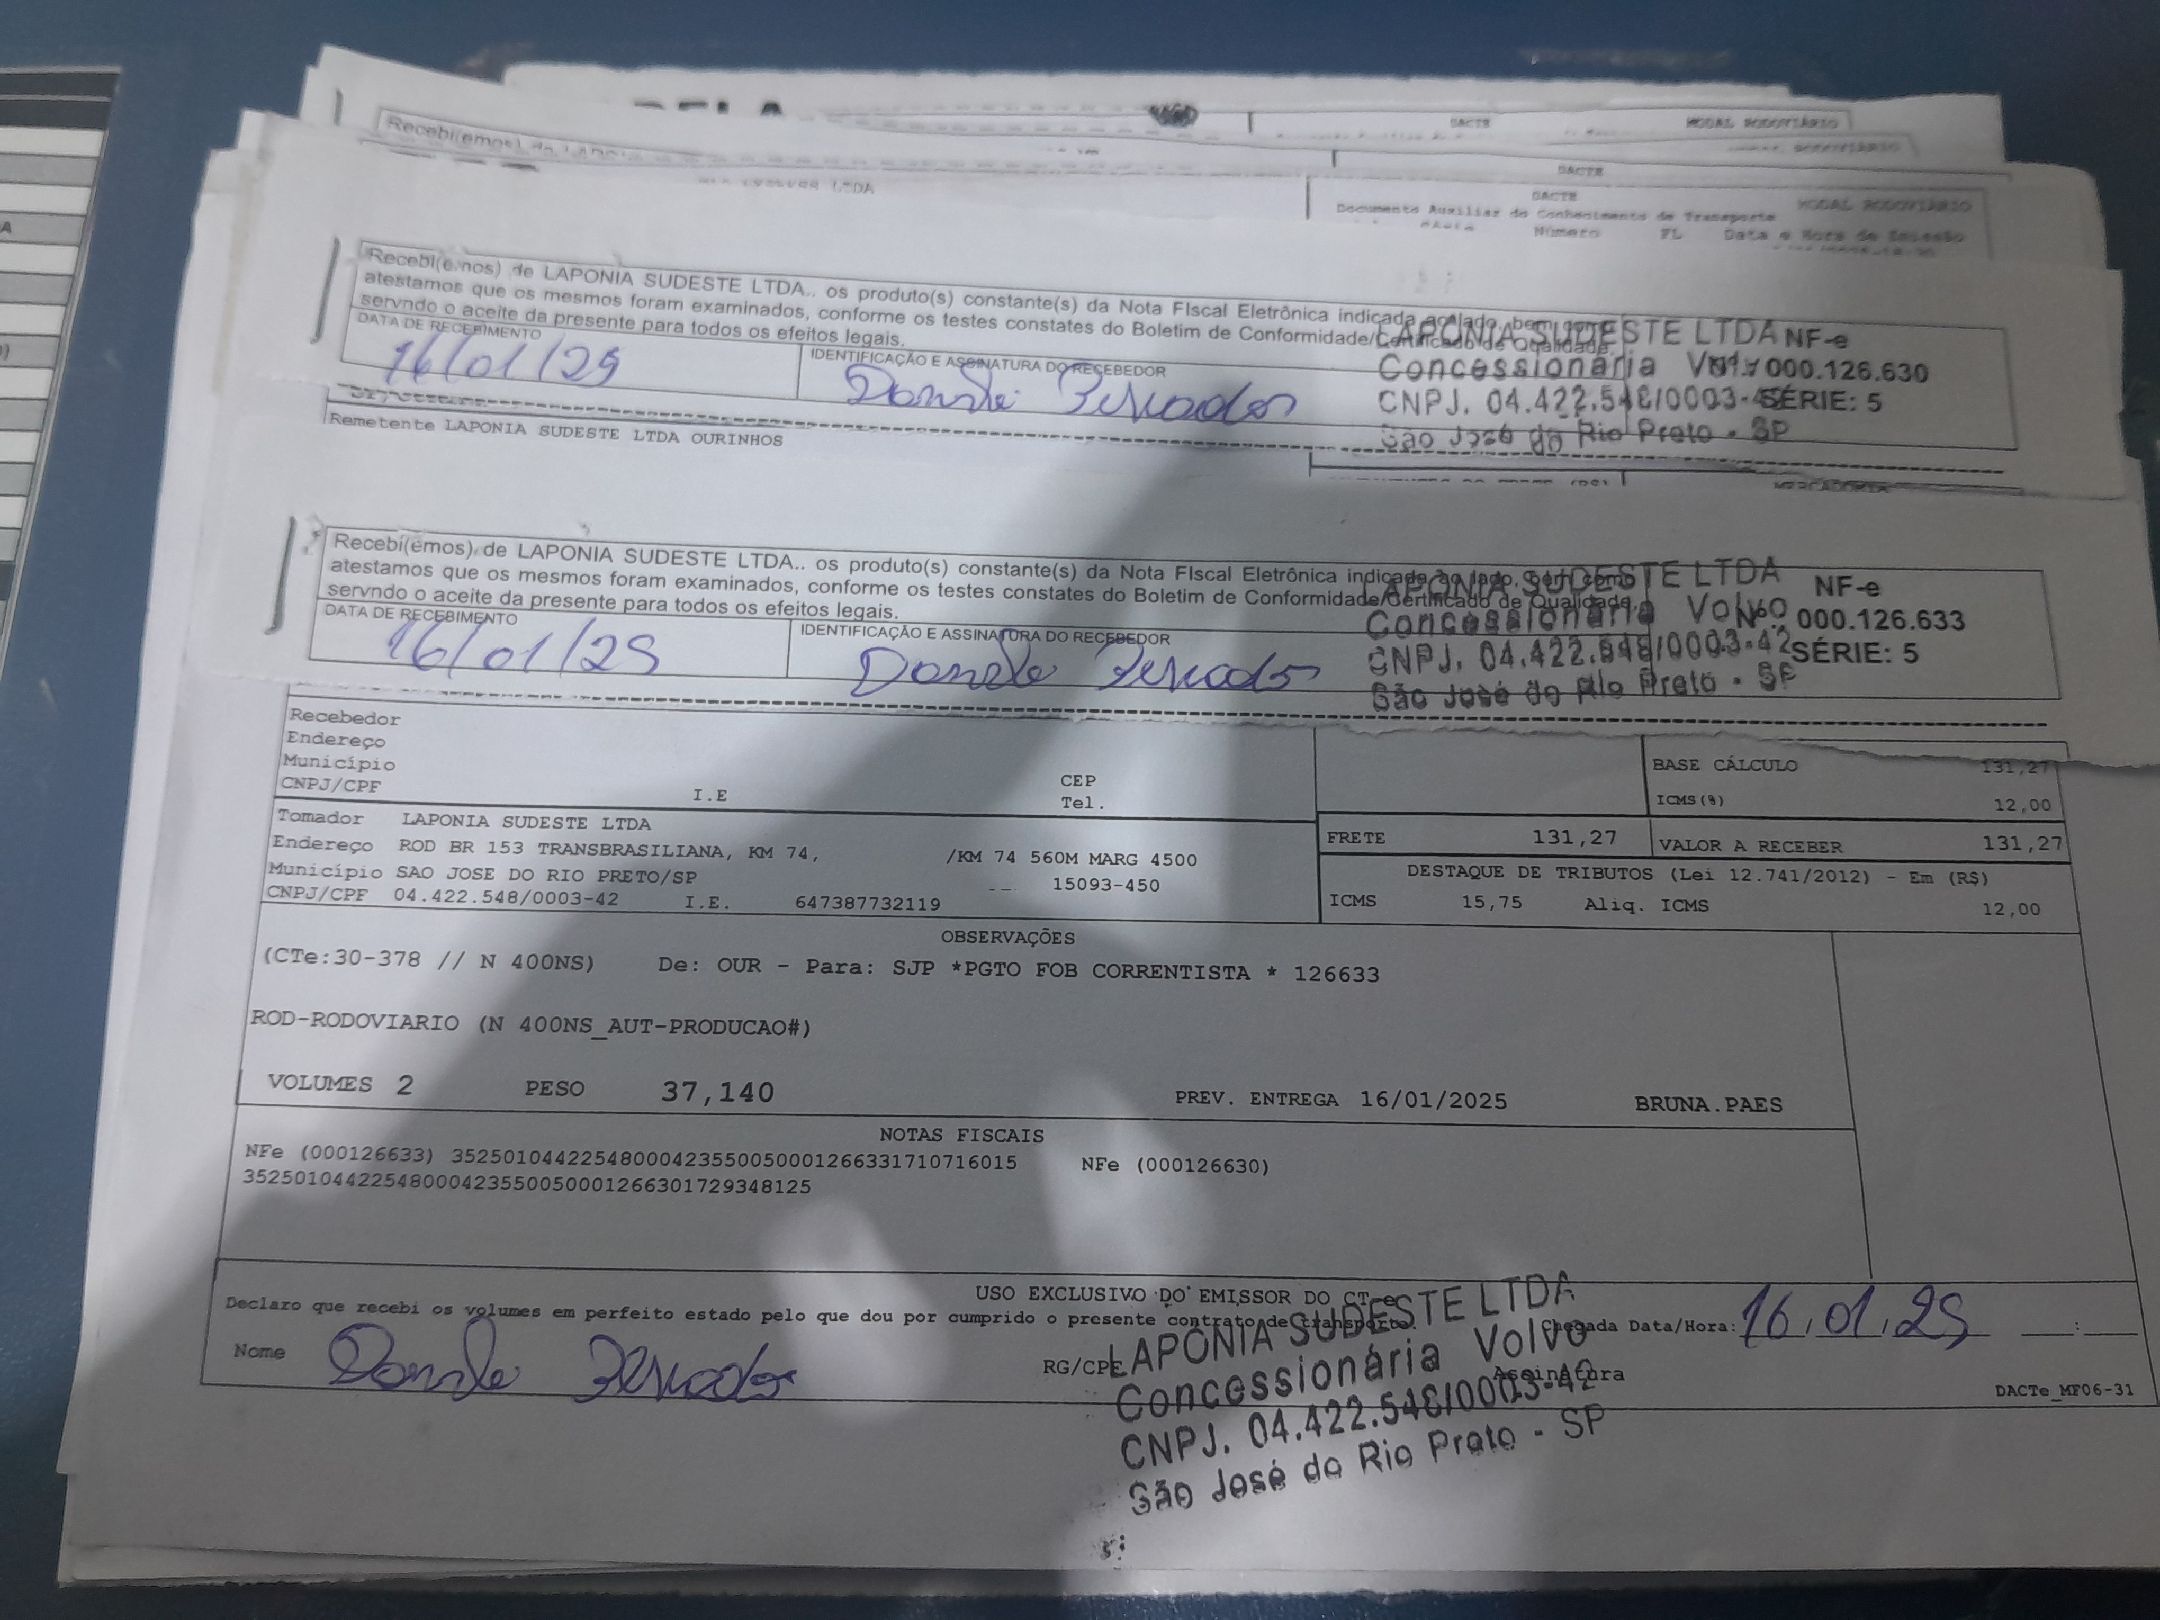 DACTE MODAL RODOVIÁRIO
Recebi(emos) de
DACTE
LTDA
DACTE MODAL RODOVIÁRIO
Documento Auxiliar do Conhecimento de Transporte
Número FL Data e Hora de Emissão
Recebi(emos) de LAPONIA SUDESTE LTDA.. os produto(s) constante(s) da Nota FIscal Eletrônica indicada ao lado, bem como
atestamos que os mesmos foram examinados, conforme os testes constates do Boletim de Conformidade/Certificado de Qualidade,
servndo o aceite da presente para todos os efeitos legais.
DATA DE RECEBIMENTO
16/01/25
IDENTIFICAÇÃO E ASSINATURA DO RECEBEDOR
LAPONIA SUDESTE LTDA
Concessionária Volvo
CNPJ. 04.422.548/0003-42
São José do Rio Preto - SP
NF-e
Nº. 000.126.630
SÉRIE: 5
Remetente LAPONIA SUDESTE LTDA OURINHOS
MERCADORIA
Recebi(emos) de LAPONIA SUDESTE LTDA.. os produto(s) constante(s) da Nota FIscal Eletrônica indicada ao lado, bem como
atestamos que os mesmos foram examinados, conforme os testes constates do Boletim de Conformidade/Certificado de Qualidade,
servndo o aceite da presente para todos os efeitos legais.
DATA DE RECEBIMENTO
16/01/25
IDENTIFICAÇÃO E ASSINATURA DO RECEBEDOR
LAPONIA SUDESTE LTDA
Concessionária Volvo
CNPJ. 04.422.548/0003-42
São José do Rio Preto - SP
NF-e
Nº. 000.126.633
SÉRIE: 5
Recebedor
Endereço
Município CEP
CNPJ/CPF I.E Tel.
BASE CÁLCULO 131,27
ICMS(%) 12,00
Tomador LAPONIA SUDESTE LTDA
Endereço ROD BR 153 TRANSBRASILIANA, KM 74, /KM 74 560M MARG 4500
Município SAO JOSE DO RIO PRETO/SP 15093-450
CNPJ/CPF 04.422.548/0003-42 I.E. 647387732119
FRETE 131,27 VALOR A RECEBER 131,27
DESTAQUE DE TRIBUTOS (Lei 12.741/2012) - Em (R$)
ICMS 15,75 Aliq. ICMS 12,00
OBSERVAÇÕES
(CTe:30-378 // N 400NS) De: OUR - Para: SJP *PGTO FOB CORRENTISTA * 126633
ROD-RODOVIARIO (N 400NS_AUT-PRODUCAO#)
VOLUMES 2 PESO 37,140 PREV. ENTREGA 16/01/2025 BRUNA.PAES
NOTAS FISCAIS
NFe (000126633) 35250104422548000423550050001266331710716015 NFe (000126630)
35250104422548000423550050001266301729348125
USO EXCLUSIVO DO EMISSOR DO CT-e
Declaro que recebi os volumes em perfeito estado pelo que dou por cumprido o presente contrato de transporte. Chegada Data/Hora: 16.01.25 __:__
Nome RG/CPF Assinatura
LAPONIA SUDESTE LTDA
Concessionária Volvo
CNPJ. 04.422.548/0003-42
São José do Rio Preto - SP
DACTe_MF06-31